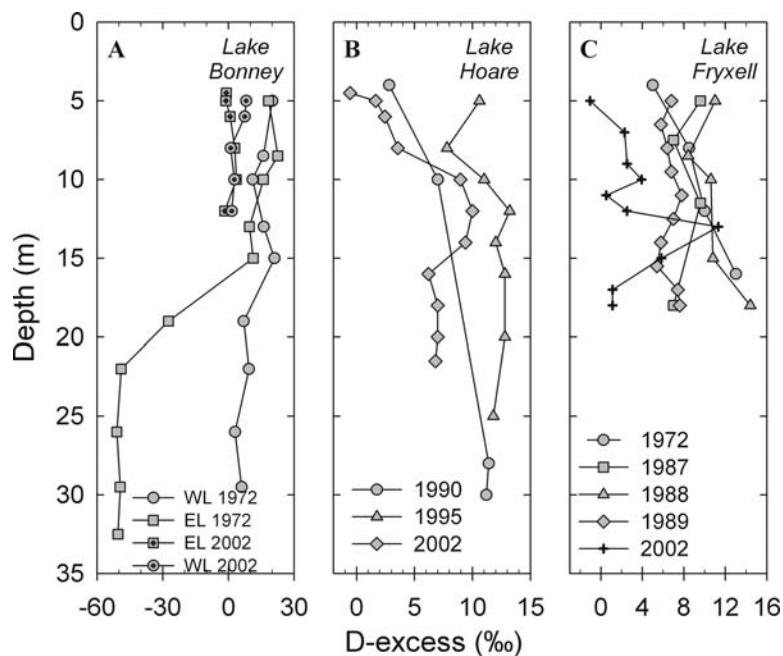 A Lake Bonney
B Lake Hoare
C Lake Fryxell
0
5
10
15
20
25
30
35
Depth (m)
WL 1972
EL 1972
EL 2002
WL 2002
1990
1995
2002
1972
1987
1988
1989
2002
-60 -30 0 30
0 5 10 15
0 4 8 12 16
D-excess (‰)